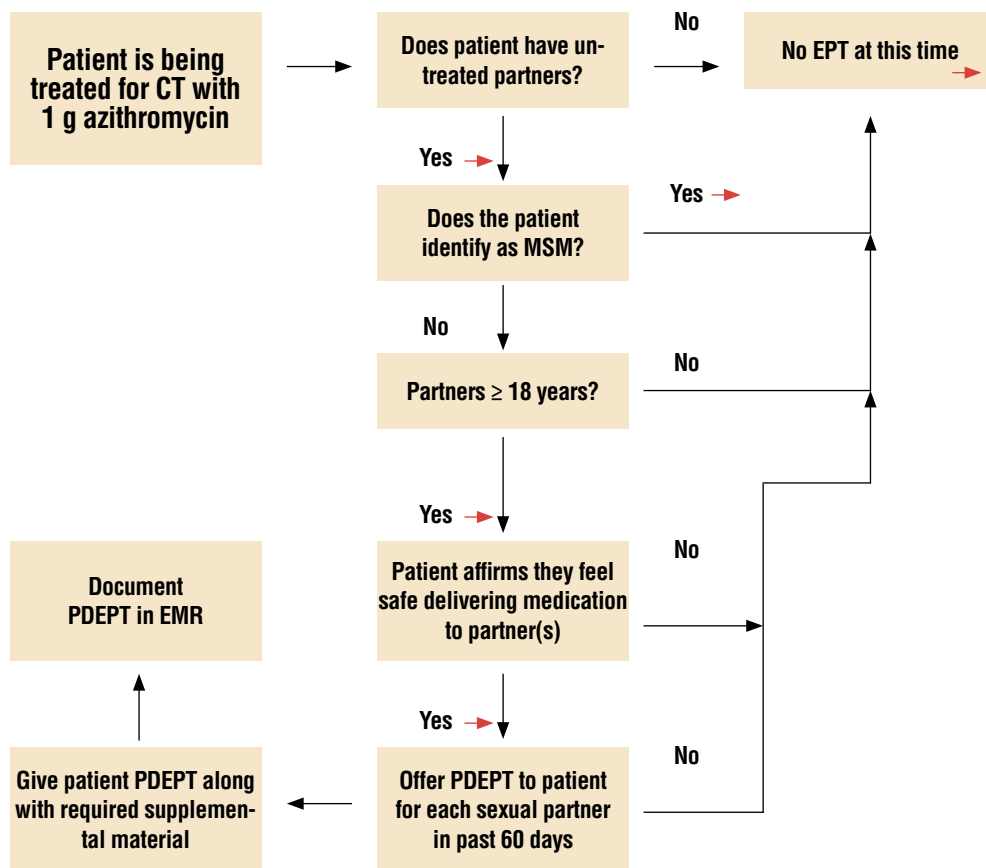 Patient is being
treated for CT with
1 g azithromycin
Does patient have un-
treated partners?
No
No EPT at this time
Yes
Does the patient
identify as MSM?
Yes
No
Partners ≥ 18 years?
No
Yes
Patient affirms they feel
safe delivering medication
to partner(s)
No
Document
PDEPT in EMR
Yes
Offer PDEPT to patient
for each sexual partner
in past 60 days
No
Give patient PDEPT along
with required supplemen-
tal material